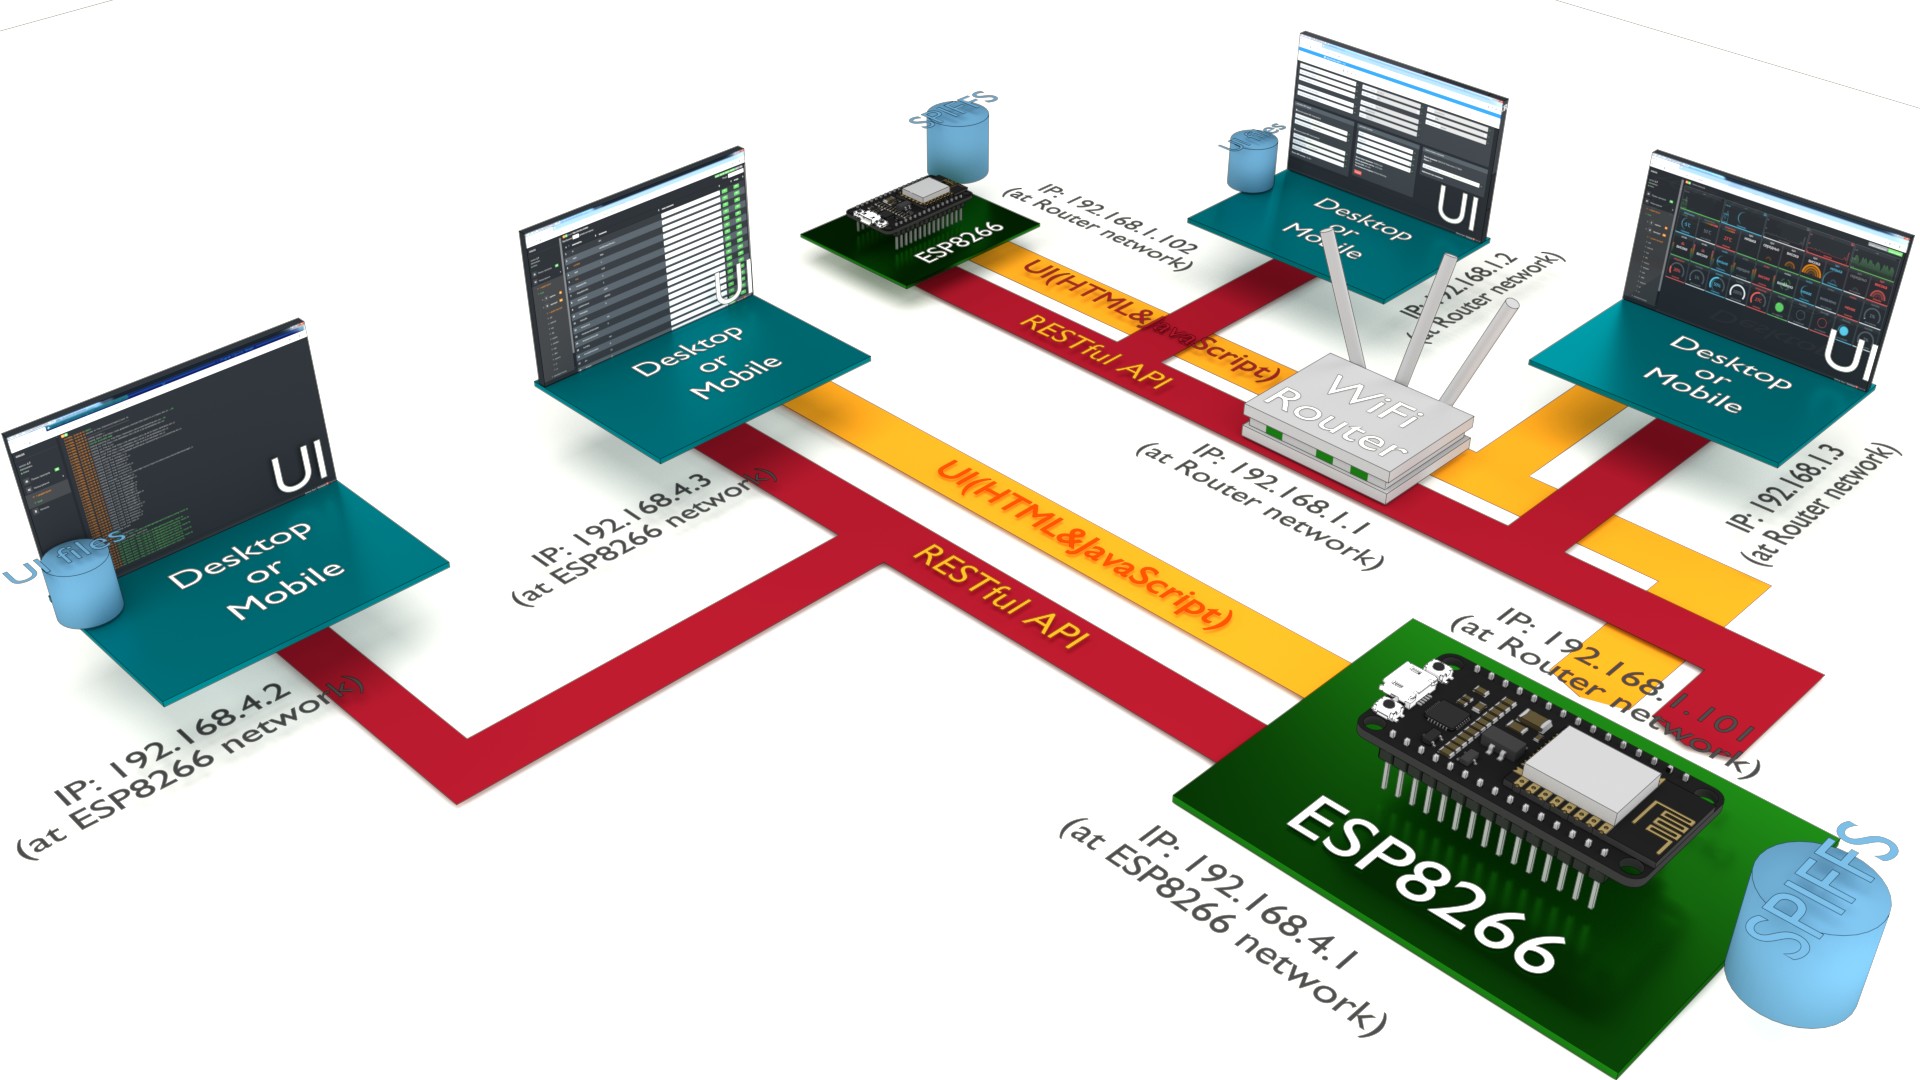 SPIFFS
ESP8266
IP: 192.168.1.102
(at Router network)
UI files
UI
Desktop
or
Mobile
IP: 192.168.1.2
(at Router network)
UI
Desktop
or
Mobile
IP: 192.168.1.3
(at Router network)
UI(HTML&JavaScript)
RESTful API
WiFi
Router
IP: 192.168.1.1
(at Router network)
UI
Desktop
or
Mobile
IP: 192.168.4.3
(at ESP8266 network)
UI
UI files
Desktop
or
Mobile
IP: 192.168.4.2
(at ESP8266 network)
UI(HTML&JavaScript)
RESTful API
IP: 192.168.1.101
(at Router network)
ESP8266
IP: 192.168.4.1
(at ESP8266 network)
SPIFFS